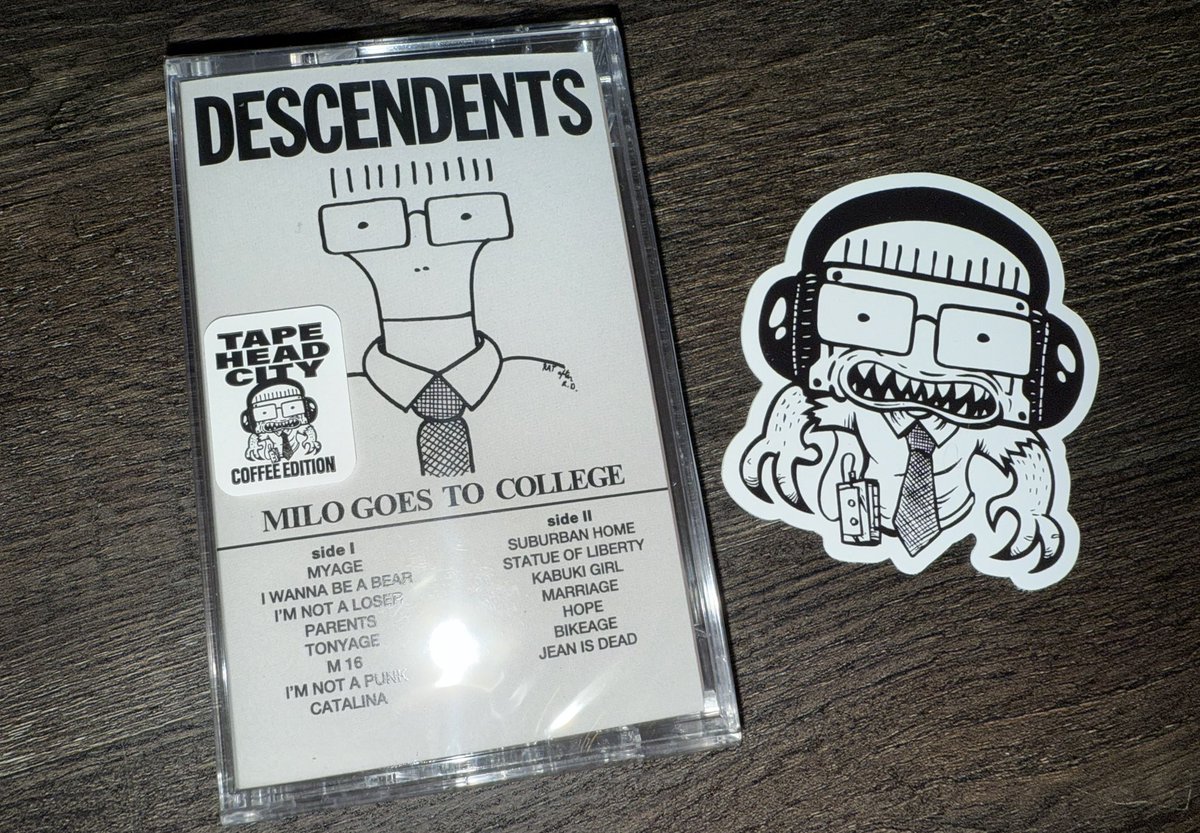 DESCENDENTS
TAPE
HEAD
CITY
COFFEE EDITION
MILO GOES TO COLLEGE
side I
MYAGE
I WANNA BE A BEAR
I'M NOT A LOSER
PARENTS
TONYAGE
M 16
I'M NOT A PUNK
CATALINA
side II
SUBURBAN HOME
STATUE OF LIBERTY
KABUKI GIRL
MARRIAGE
HOPE
BIKEAGE
JEAN IS DEAD